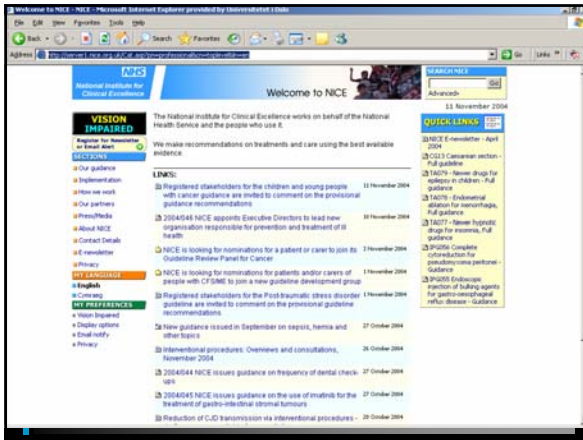 Welcome to NICE - NICE - Microsoft Internet Explorer provided by Universitetet i Oslo
File Edit View Favorites Tools Help
Back Search Favorites
Address Go Links
NHS
National Institute for
Clinical Excellence
Welcome to NICE
SEARCH NICE
Go
Advanced
11 November 2004
VISION
IMPAIRED
Register for Newsletter
or Email Alert
SECTIONS
Our guidance
Implementation
How we work
Our partners
Press/Media
About NICE
Contact Details
E-newsletter
Privacy
MY LANGUAGE
English
Cymraeg
MY PREFERENCES
Vision Impaired
Display options
Email notify
Privacy
The National Institute for Clinical Excellence works on behalf of the National
Health Service and the people who use it.
We make recommendations on treatments and care using the best available
evidence.
LINKS:
Registered stakeholders for the children and young people 11 November 2004
with cancer guideline are invited to comment on the provisional
guidance recommendations
2004/046 NICE appoints Executive Directors to lead new 10 November 2004
organisation responsible for prevention and treatment of ill
health
NICE is looking for nominations for a patient or carer to join its November 2004
Guideline Review Panel for Cancer
NICE is looking for nominations for patients and/or carers of November 2004
people with CFS/ME to join a new guideline development group
Registered stakeholders for the Post-traumatic stress disorder November 2004
guideline are invited to comment on the provisional guideline
recommendations
New guidance issued in September on sepsis, hernia and 27 October 2004
other topics
Interventional procedures: Overviews and consultations, 26 October 2004
November 2004
2004/044 NICE issues guidance on frequency of dental check- 27 October 2004
ups
2004/045 NICE issues guidance on the use of imatinib for the 27 October 2004
treatment of gastro-intestinal stromal tumours
Reduction of CJD transmission via interventional procedures - 20 October 2004
QUICK LINKS
NICE E-newsletter - April
2004
CG13 Caesarean section -
Full guideline
TA079 - Newer drugs for
epilepsy in children - Full
guidance
TA078 - Endometrial
ablation for menorrhagia,
Full guidance
TA077 - Newer hypnotic
drugs for insomnia, Full
guidance
IPG056 Complete
cytoreduction for
pseudomyxoma peritonei -
Guidance
IPG055 Endoscopic
injection of bulking agents
for gastro-oesophageal
reflux disease - Guidance